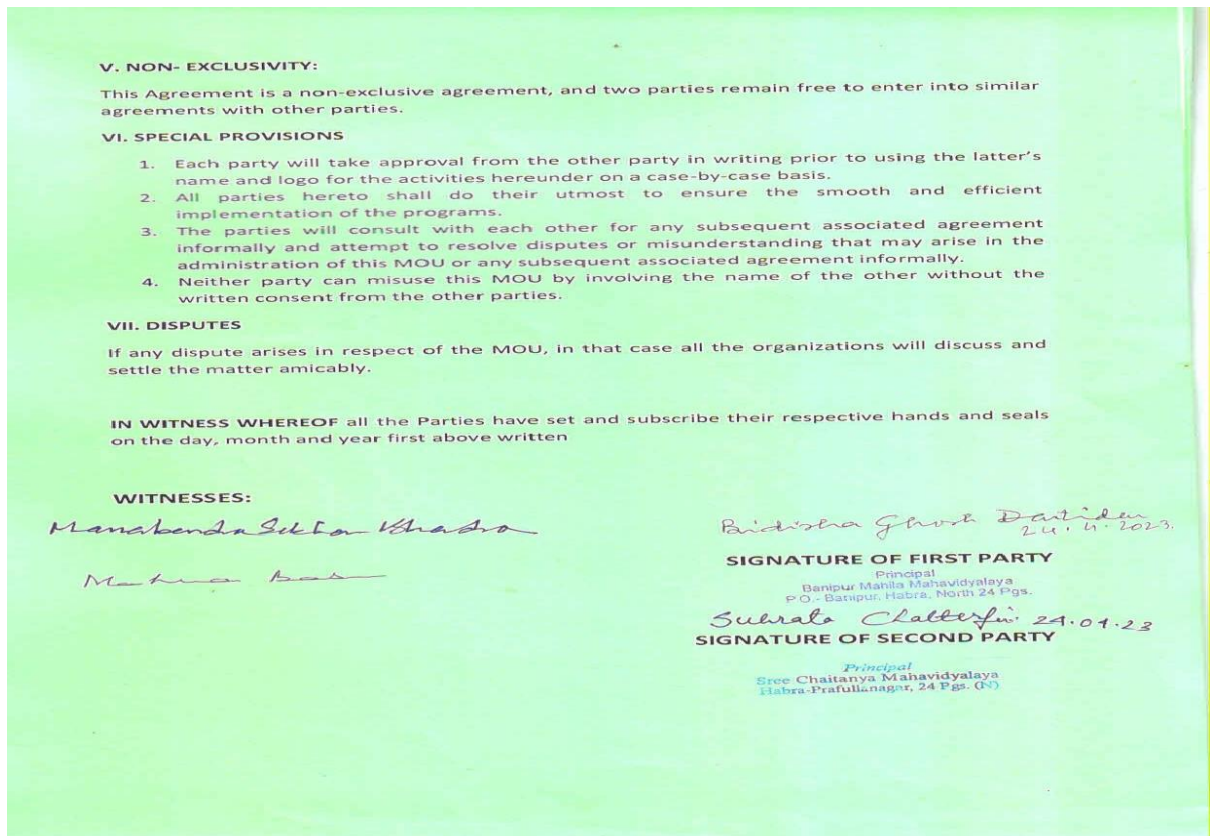 V. NON- EXCLUSIVITY:
This Agreement is a non-exclusive agreement, and two parties remain free to enter into similar
agreements with other parties.
VI. SPECIAL PROVISIONS
1. Each party will take approval from the other party in writing prior to using the latter's
name and logo for the activities hereunder on a case-by-case basis.
2. All parties hereto shall do their utmost to ensure the smooth and efficient
implementation of the programs.
3. The parties will consult with each other for any subsequent associated agreement
informally and attempt to resolve disputes or misunderstanding that may arise in the
administration of this MOU or any subsequent associated agreement informally.
4. Neither party can misuse this MOU by involving the name of the other without the
written consent from the other parties.
VII. DISPUTES
If any dispute arises in respect of the MOU, in that case all the organizations will discuss and
settle the matter amicably.
IN WITNESS WHEREOF all the Parties have set and subscribe their respective hands and seals
on the day, month and year first above written
WITNESSES:
Bidisha Ghosh
SIGNATURE OF FIRST PARTY
Principal
Banipur Mahila Mahavidyalaya
P.O.- Banipur, Habra, North 24 Pgs.
Subrata Chatterjee
SIGNATURE OF SECOND PARTY
Principal
Sree Chaitanya Mahavidyalaya
Habra-Prafullanagar, 24 Pgs. (N)